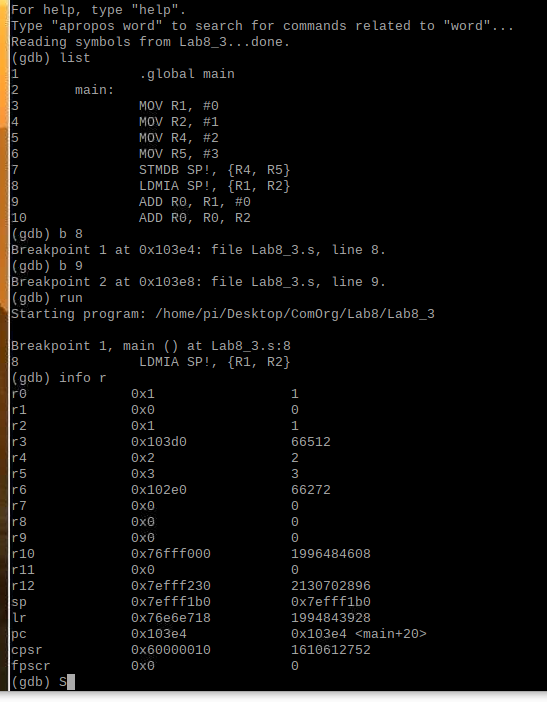 For help, type "help".
Type "apropos word" to search for commands related to "word"...
Reading symbols from Lab8_3...done.
(gdb) list
1 .global main
2 main:
3 MOV R1, #0
4 MOV R2, #1
5 MOV R4, #2
6 MOV R5, #3
7 STMDB SP!, {R4, R5}
8 LDMIA SP!, {R1, R2}
9 ADD R0, R1, #0
10 ADD R0, R0, R2
(gdb) b 8
Breakpoint 1 at 0x103e4: file Lab8_3.s, line 8.
(gdb) b 9
Breakpoint 2 at 0x103e8: file Lab8_3.s, line 9.
(gdb) run
Starting program: /home/pi/Desktop/ComOrg/Lab8/Lab8_3
Breakpoint 1, main () at Lab8_3.s:8
8 LDMIA SP!, {R1, R2}
(gdb) info r
r0 0x1 1
r1 0x0 0
r2 0x1 1
r3 0x103d0 66512
r4 0x2 2
r5 0x3 3
r6 0x102e0 66272
r7 0x0 0
r8 0x0 0
r9 0x0 0
r10 0x76fff000 1996484608
r11 0x0 0
r12 0x7efff230 2130702896
sp 0x7efff1b0 0x7efff1b0
lr 0x76e6e718 1994843928
pc 0x103e4 0x103e4 <main+20>
cpsr 0x60000010 1610612752
fpscr 0x0 0
(gdb) S